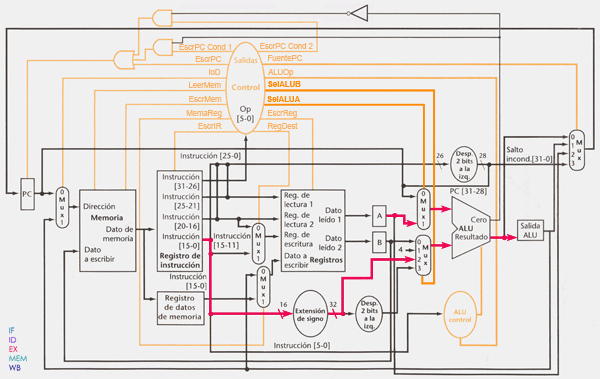 EscrPC Cond 1
EscrPC Cond 2
EscrPC
Salidas
FuentePC
IoD
ALUOp
LeerMem
Control
SelALUB
EscrMem
SelALUA
MemaReg
Op
[5-0]
EscrReg
EscrIR
RegDest
Instrucción [25-0]
26
Desp.
2 bits
a la
izq.
28
Salto
incond.[31-0]
PC [31-28]
0
1
2
3
Mux
PC
0
Mux
1
Dirección
Memoria
Dato de
memoria
Dato
a escribir
Instrucción
[31-26]
Instrucción
[25-21]
Instrucción
[20-16]
Instrucción
[15-0]
Registro de
instrucción
Instrucción
[15-11]
Instrucción
[15-0]
0
Mux
1
0
Mux
1
Reg. de
lectura 1
Reg. de
lectura 2
Reg. de
escritura
Dato a
escribir
Dato
leído 1
Dato
leído 2
Registros
A
B
4
0
Mux
1
0
1
2
3
Mux
Cero
ALU
Resultado
Salida
ALU
Registro
de datos
de memoria
16
Extensión
de signo
32
Desp.
2 bits
a la
izq.
ALU
control
Instrucción [5-0]
IF
ID
EX
MEM
WB